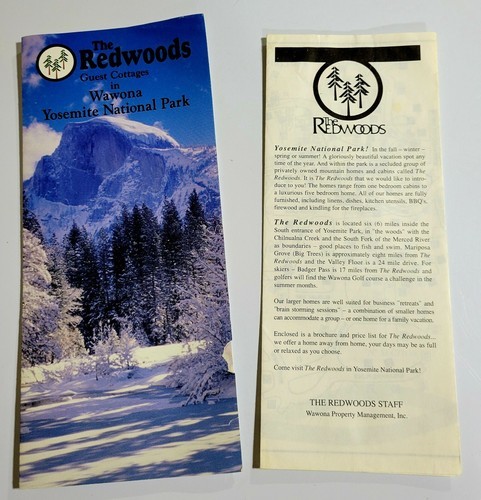 The
Redwoods
Guest Cottages
in
Wawona
Yosemite National Park
The
REDWOODS
Yosemite National Park! In the fall – winter –
spring or summer! A gloriously beautiful vacation spot any
time of the year. And within the park is a secluded group of
privately owned mountain homes and cabins called The
Redwoods. It is The Redwoods that we would like to intro-
duce to you! The homes range from one bedroom cabins to
a luxurious five bedroom home. All of our homes are fully
furnished, including linens, dishes, kitchen utensils, BBQ's,
firewood and kindling for the fireplaces.
The Redwoods is located six (6) miles inside the
South entrance of Yosemite Park, in "the woods" with the
Chilnualna Creek and the South Fork of the Merced River
as boundaries – good places to fish and swim. Mariposa
Grove (Big Trees) is approximately eight miles from The
Redwoods and the Valley Floor is a 24 mile drive. For
skiers – Badger Pass is 17 miles from The Redwoods and
golfers will find the Wawona Golf course a challenge in the
summer months.
Our larger homes are well suited for business "retreats" and
"brain storming sessions" – a combination of smaller homes
can accommodate a group – or one home for a family vacation.
Enclosed is a brochure and price list for The Redwoods...
we offer a home away from home, your days may be as full
or relaxed as you choose.
Come visit The Redwoods in Yosemite National Park!
THE REDWOODS STAFF
Wawona Property Management, Inc.